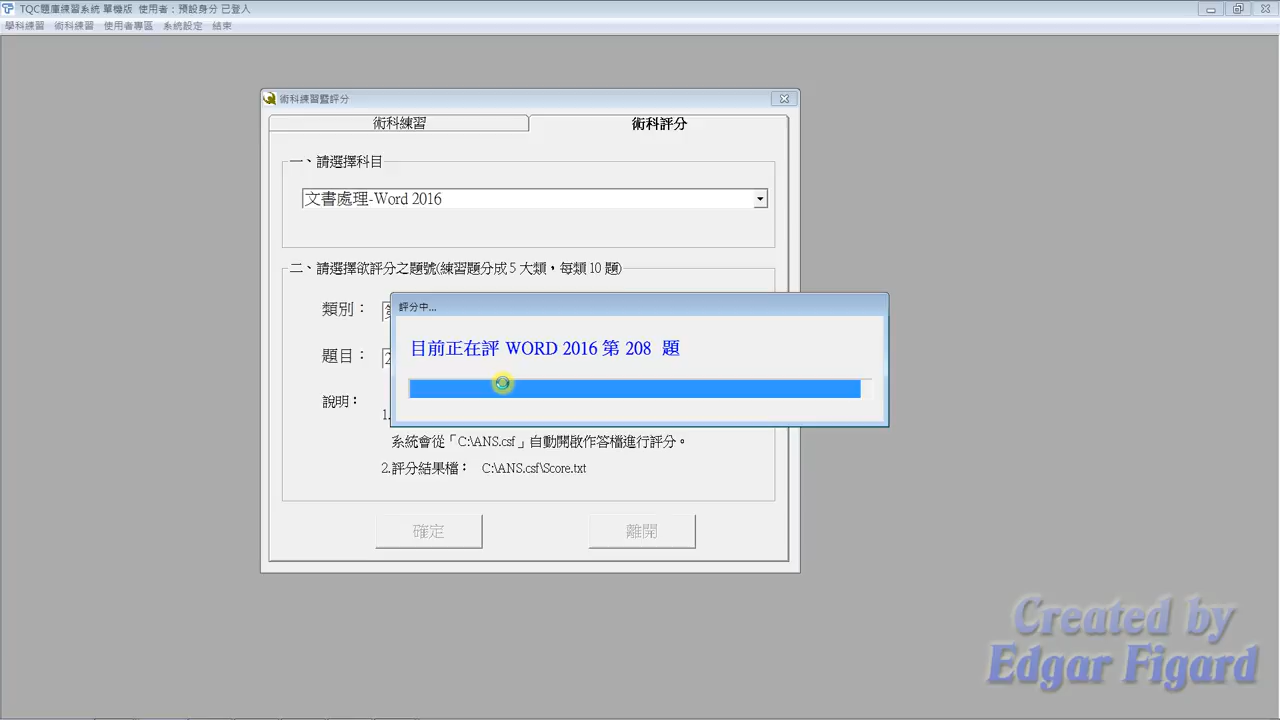 TQC題庫練習系統 單機版 使用者：預設身分 已登入
學科練習 術科練習 使用者專區 系統設定 結束
術科練習暨評分
術科練習 術科評分
一、請選擇科目
文書處理-Word 2016
二、請選擇欲評分之題號(練習題分成 5 大類，每類 10 題)
類別：
評分中...
目前正在評 WORD 2016 第 208 題
題目： 2
說明：
1.
系統會從「C:\ANS.csf」自動開啟作答檔進行評分。
2.評分結果檔： C:\ANS.csf\Score.txt
確定 離開
Created by
Edgar Figard